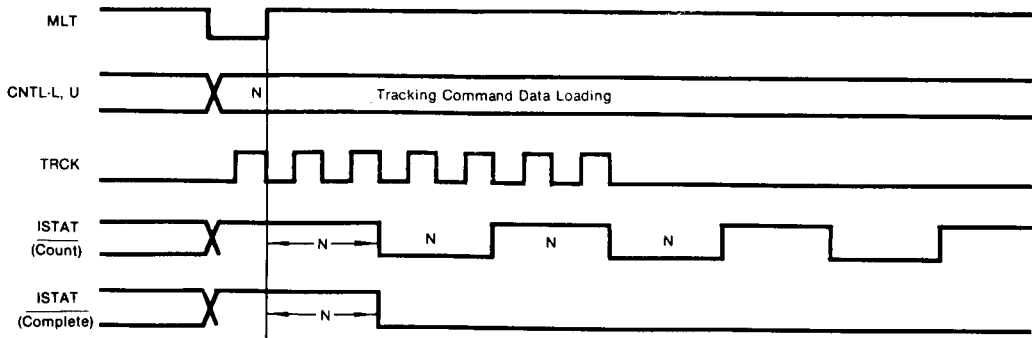 MLT
CNTL-L, U
N
Tracking Command Data Loading
TRCK
ISTAT
(Count)
N
N
N
N
ISTAT
(Complete)
N